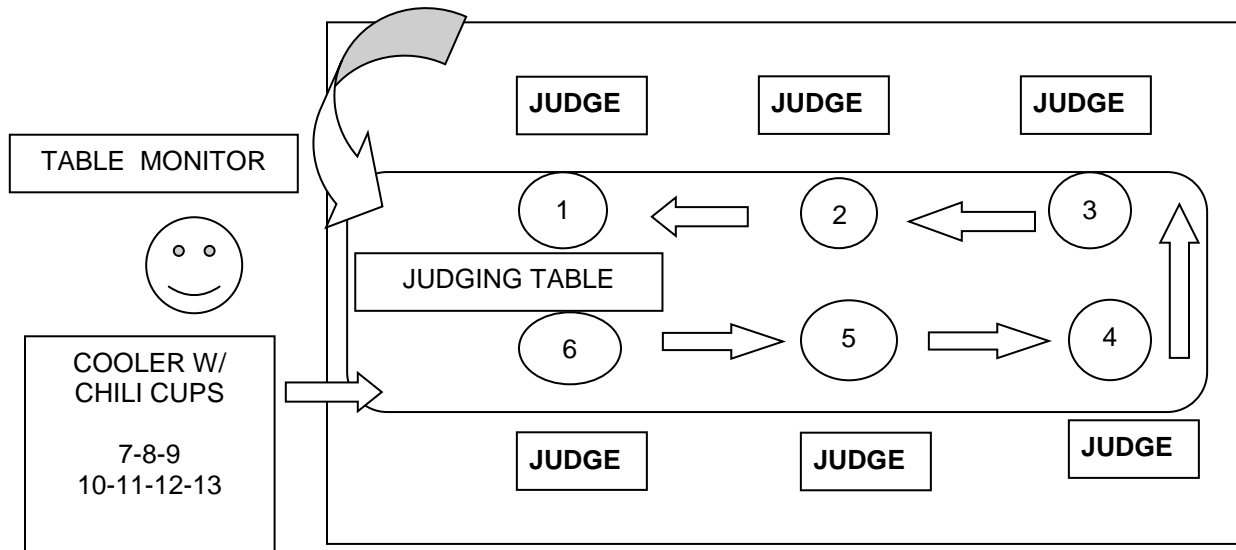 JUDGE JUDGE JUDGE
TABLE MONITOR
1 2 3
JUDGING TABLE
6 5 4
COOLER W/
CHILI CUPS
7-8-9
10-11-12-13
JUDGE JUDGE JUDGE